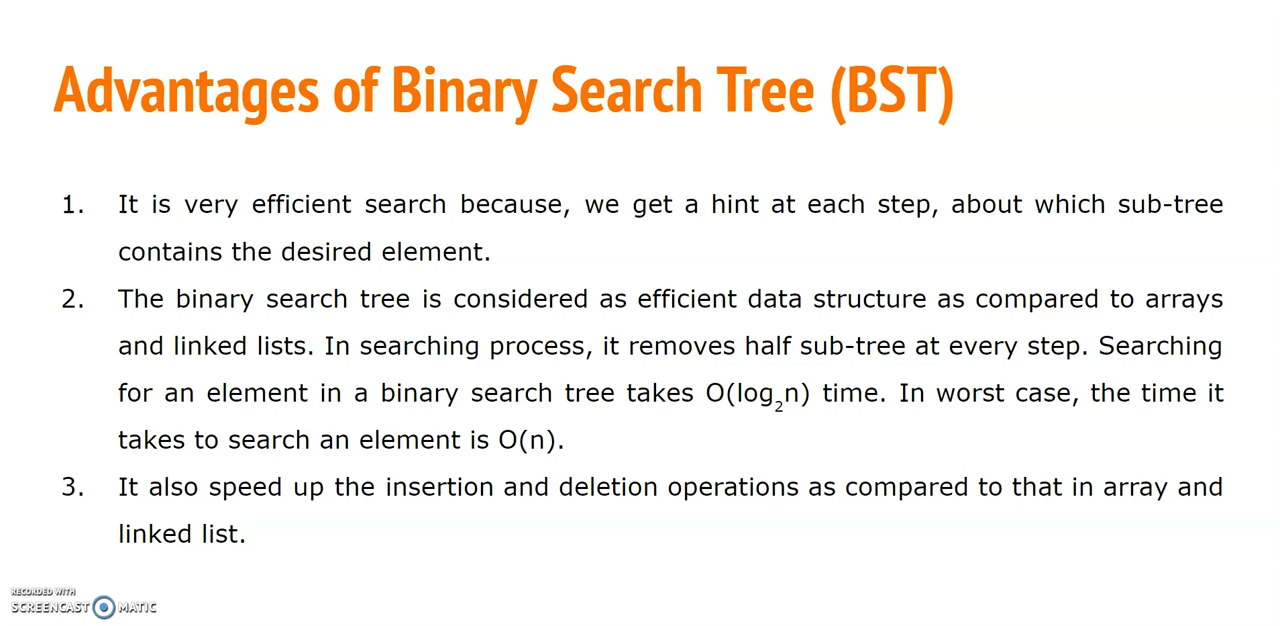 Advantages of Binary Search Tree (BST)
1. It is very efficient search because, we get a hint at each step, about which sub-tree
contains the desired element.
2. The binary search tree is considered as efficient data structure as compared to arrays
and linked lists. In searching process, it removes half sub-tree at every step. Searching
for an element in a binary search tree takes O(log₂n) time. In worst case, the time it
takes to search an element is O(n).
3. It also speed up the insertion and deletion operations as compared to that in array and
linked list.
RECORDED WITH
SCREENCAST MATIC